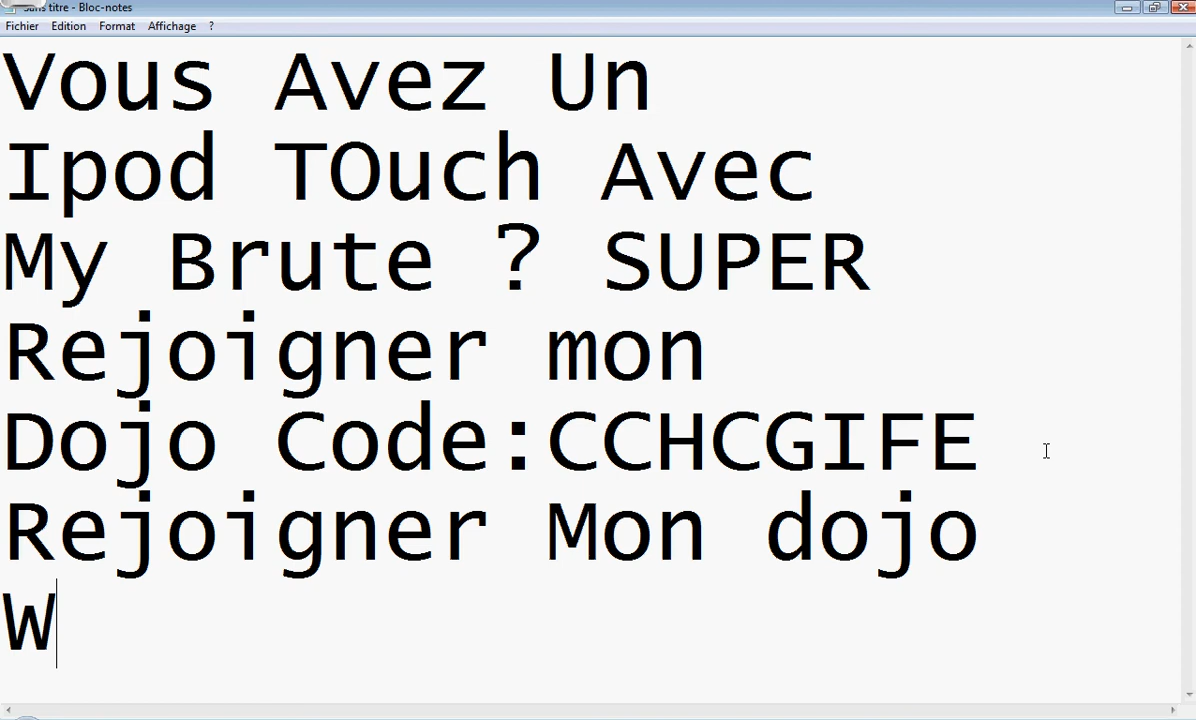 Sans titre - Bloc-notes
Fichier Edition Format Affichage ?
Vous Avez Un
Ipod TOuch Avec
My Brute ? SUPER
Rejoigner mon
Dojo Code:CCHCGIFE
Rejoigner Mon dojo
W